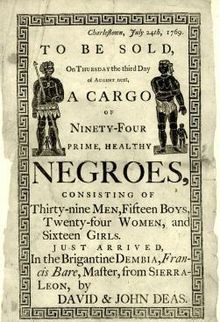 Charlestown, July 24th, 1769.
TO BE SOLD,
On THURSDAY the third Day
of AUGUST next,
A CARGO
OF
NINETY-FOUR
PRIME, HEALTHY
NEGROES,
CONSISTING OF
Thirty-nine MEN, Fifteen BOYS,
Twenty-four WOMEN, and
Sixteen GIRLS.
JUST ARRIVED,
In the Brigantine DEMBIA, Fran-
cis Bare, Master, from SIERRA-
LEON, by
DAVID & JOHN DEAS.